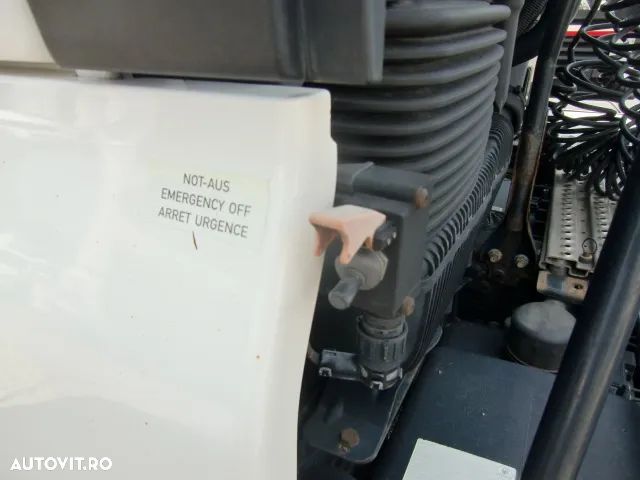 NOT-AUS
EMERGENCY OFF
ARRET URGENCE
AUTOVIT.RO